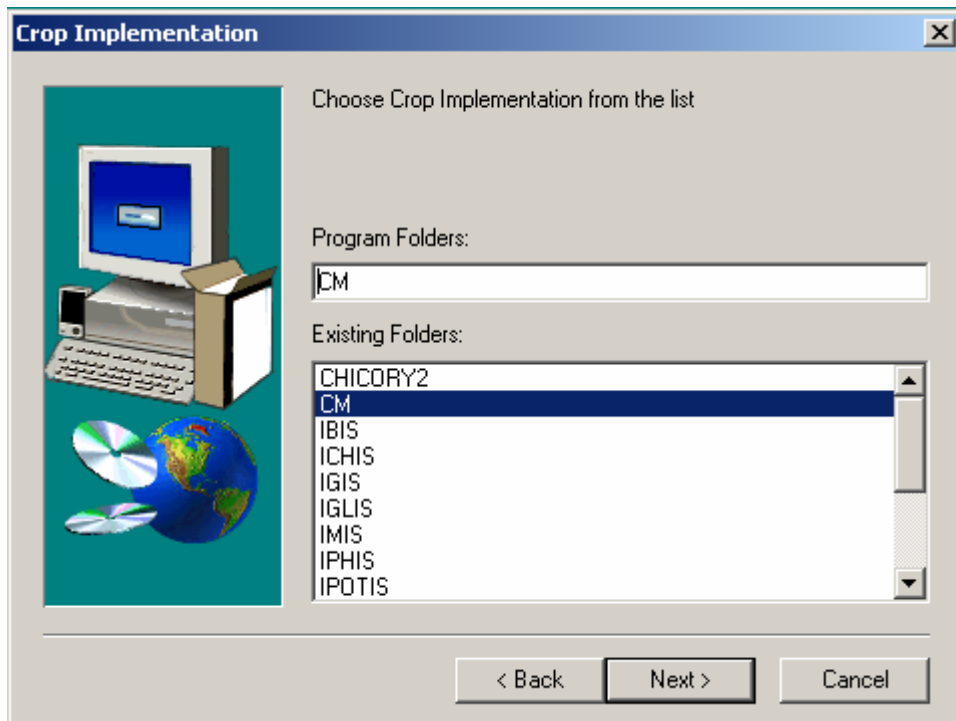 Crop Implementation
Choose Crop Implementation from the list
Program Folders:
CM
Existing Folders:
CHICORY2
CM
IBIS
ICHIS
IGIS
IGLIS
IMIS
IPHIS
IPOTIS
< Back Next > Cancel